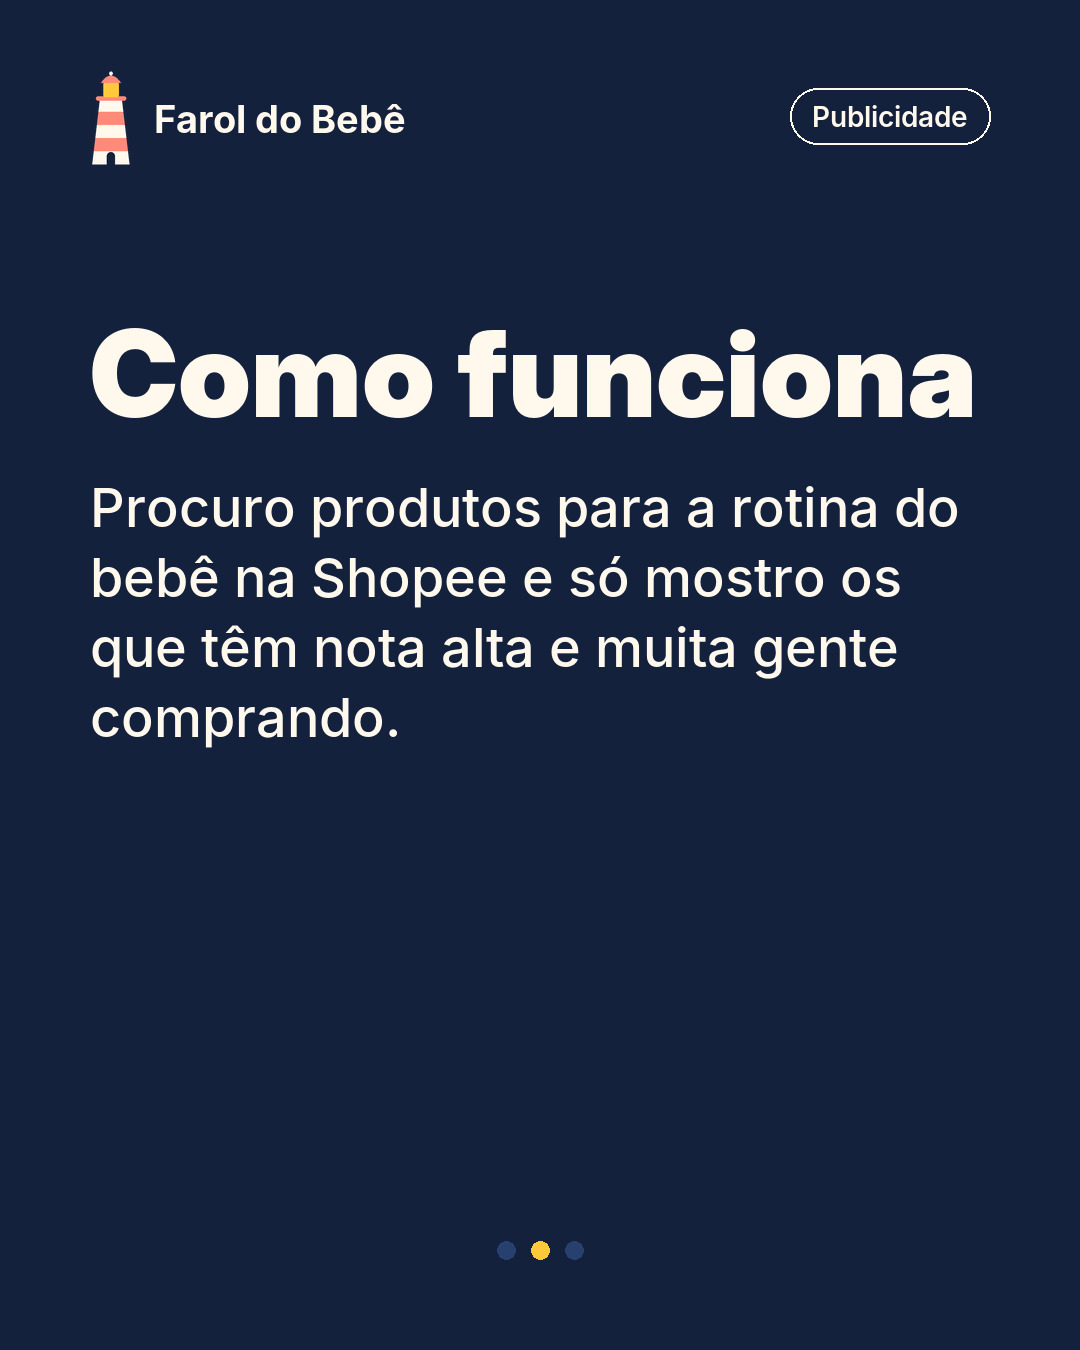 Farol do Bebê
Publicidade
Como funciona
Procuro produtos para a rotina do
bebê na Shopee e só mostro os
que têm nota alta e muita gente
comprando.